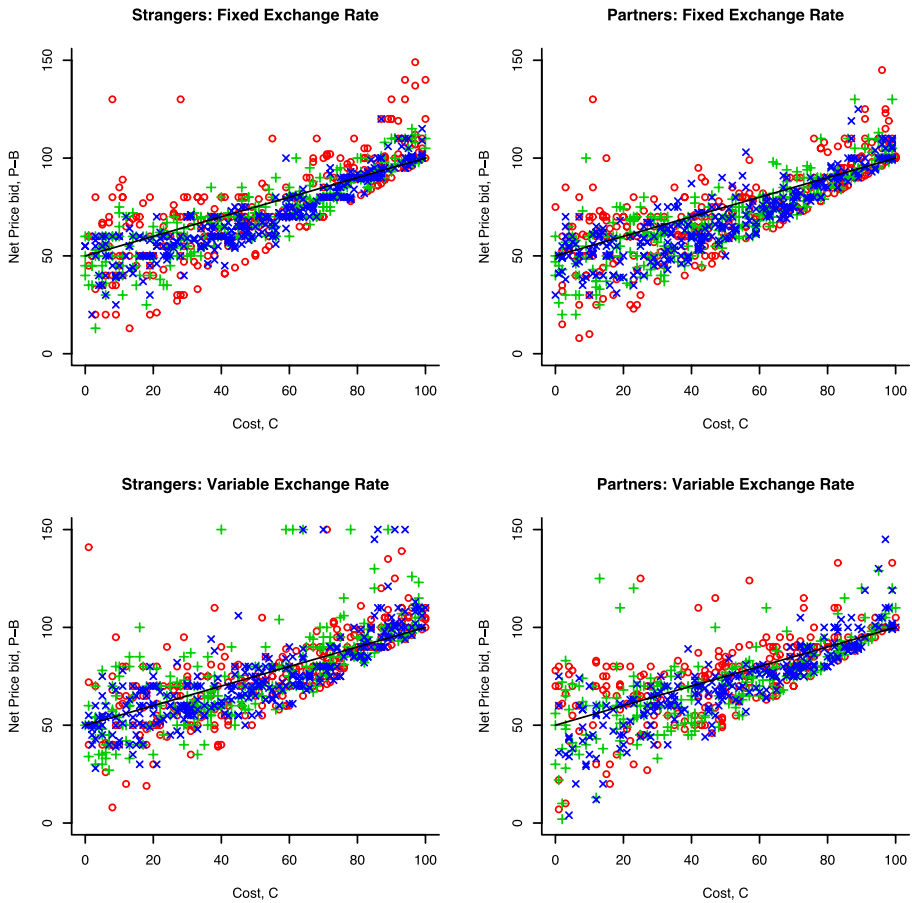 Strangers: Fixed Exchange Rate
Net Price bid, P−B
150
100
50
0
0 20 40 60 80 100
Cost, C
Partners: Fixed Exchange Rate
Net Price bid, P−B
150
100
50
0
0 20 40 60 80 100
Cost, C
Strangers: Variable Exchange Rate
Net Price bid, P−B
150
100
50
0
0 20 40 60 80 100
Cost, C
Partners: Variable Exchange Rate
Net Price bid, P−B
150
100
50
0
0 20 40 60 80 100
Cost, C